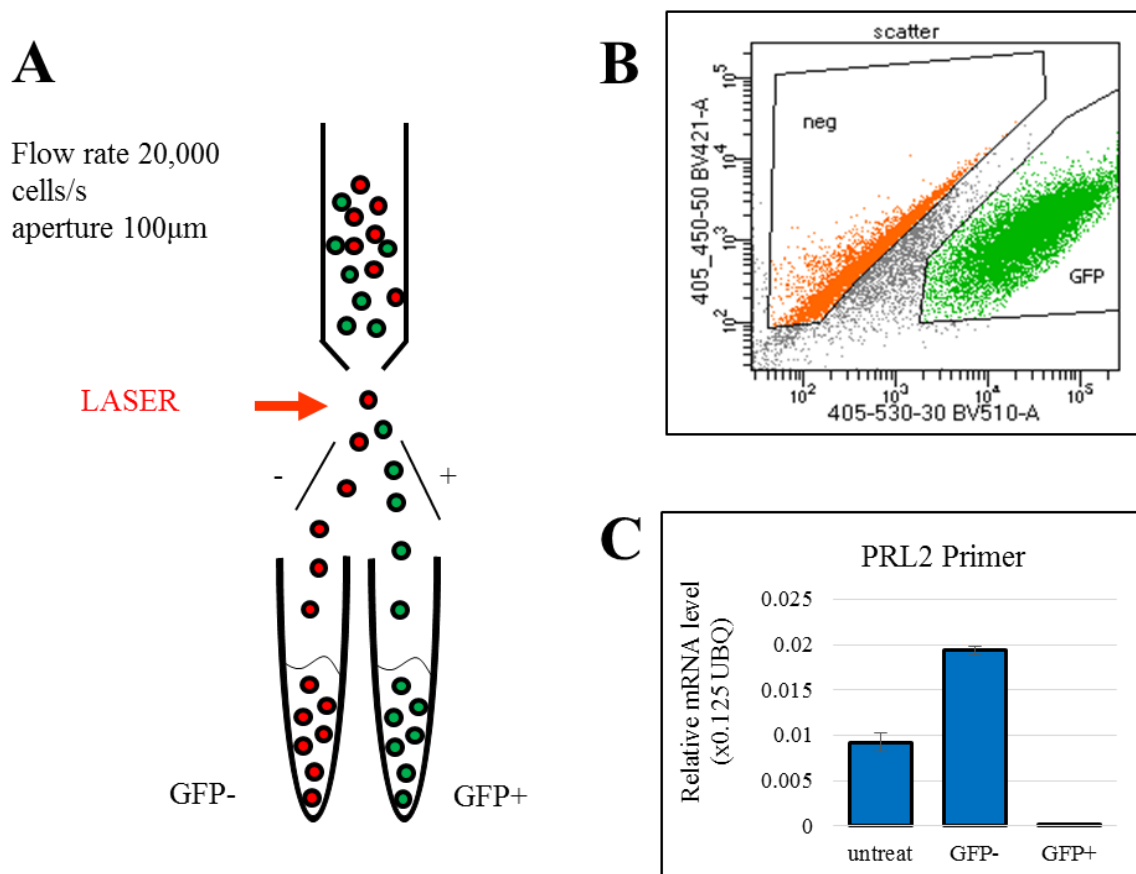 A
Flow rate 20,000
cells/s
aperture 100μm
LASER
-
+
GFP-
GFP+
B
scatter
neg
GFP
405_450-50 BV421-A
10^5
10^4
10^3
10^2
10^2
10^3
10^4
10^5
405-530-30 BV510-A
C
PRL2 Primer
Relative mRNA level
(x0.125 UBQ)
0.025
0.02
0.015
0.01
0.005
0
untreat GFP- GFP+